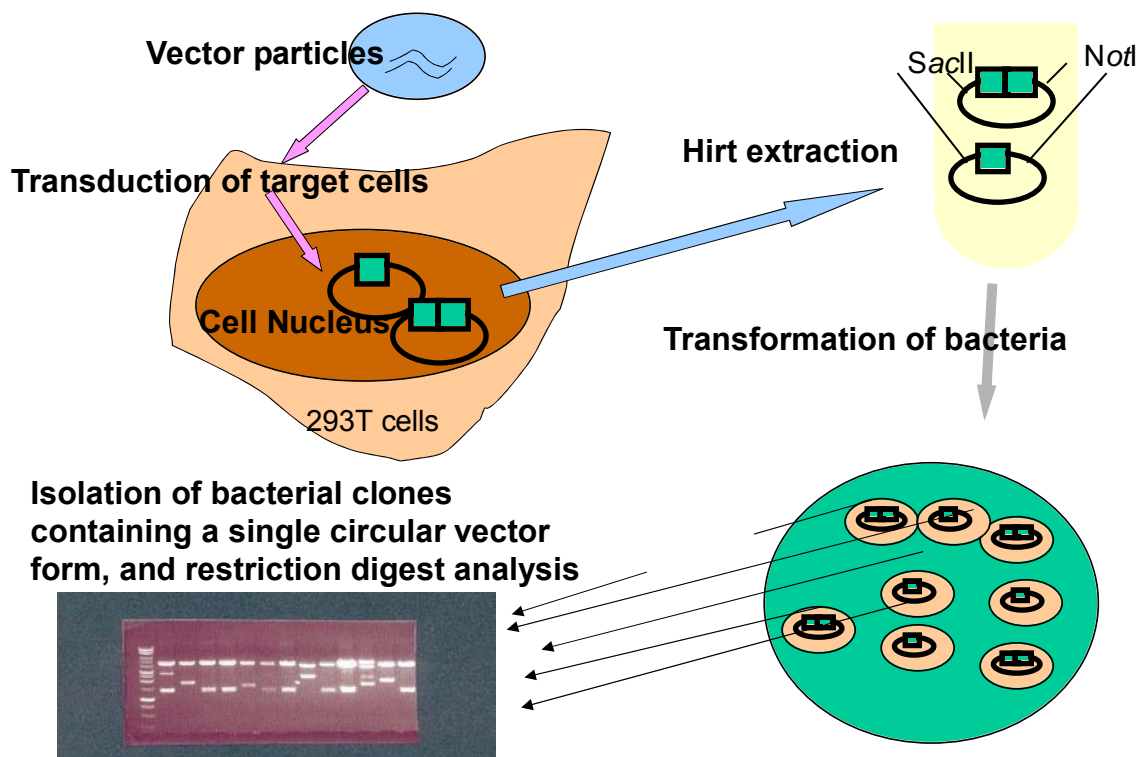 Vector particles
SacII
NotI
Hirt extraction
Transduction of target cells
Cell Nucleus
Transformation of bacteria
293T cells
Isolation of bacterial clones
containing a single circular vector
form, and restriction digest analysis